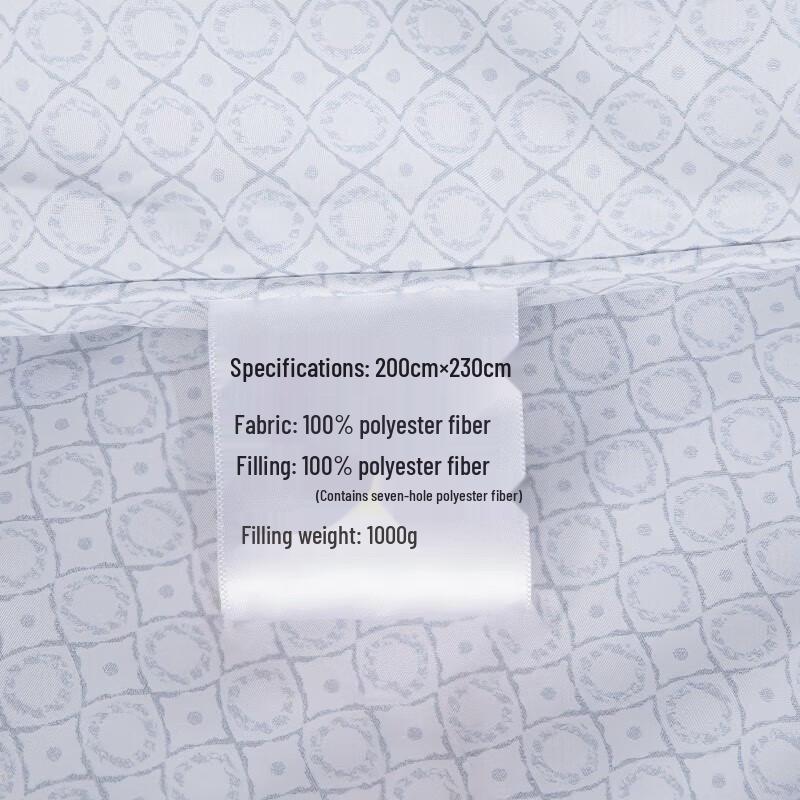 Specifications: 200cm×230cm
Fabric: 100% polyester fiber
Filling: 100% polyester fiber
(Contains seven-hole polyester fiber)
Filling weight: 1000g